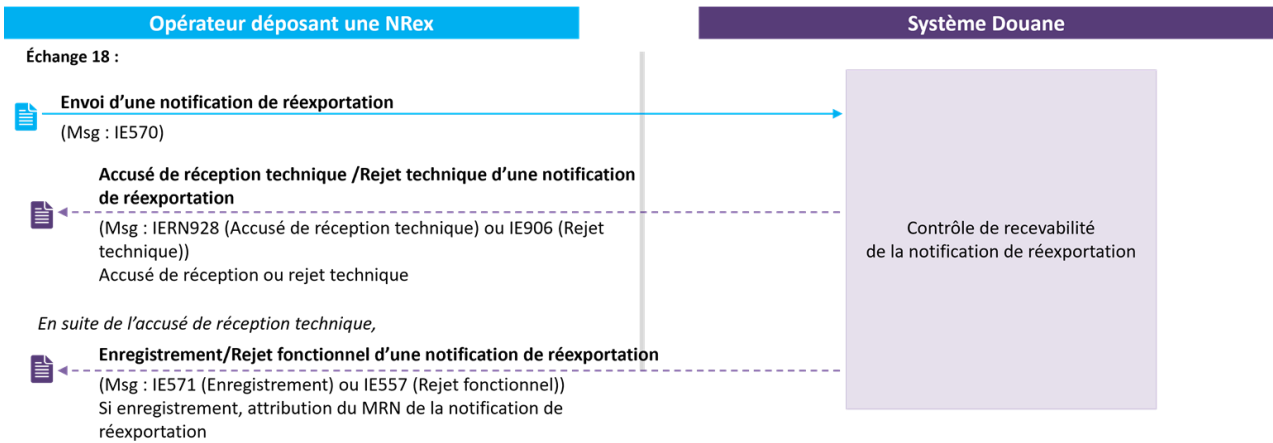 Opérateur déposant une NRex
Système Douane
Échange 18 :
Envoi d’une notification de réexportation
(Msg : IE570)
Accusé de réception technique /Rejet technique d’une notification
de réexportation
(Msg : IERN928 (Accusé de réception technique) ou IE906 (Rejet
technique))
Accusé de réception ou rejet technique
Contrôle de recevabilité
de la notification de réexportation
En suite de l’accusé de réception technique,
Enregistrement/Rejet fonctionnel d’une notification de réexportation
(Msg : IE571 (Enregistrement) ou IE557 (Rejet fonctionnel))
Si enregistrement, attribution du MRN de la notification de
réexportation